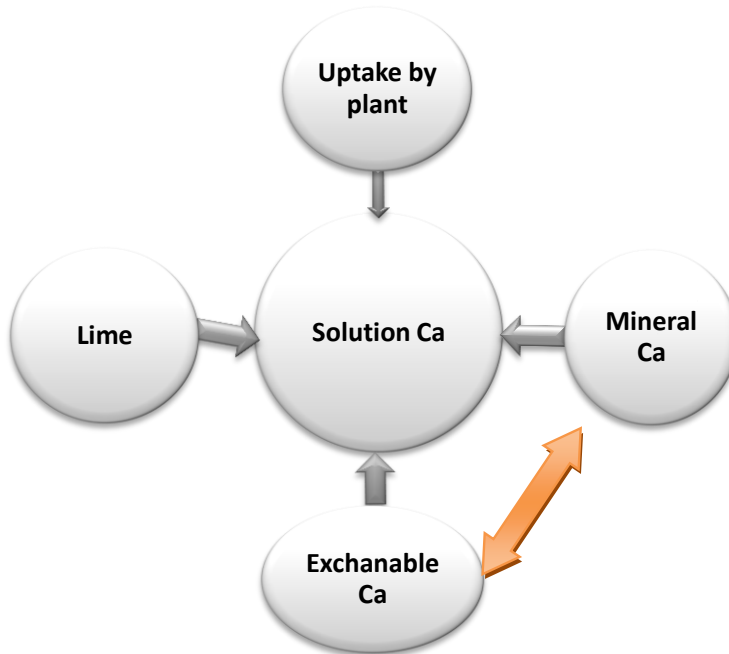 Uptake by
plant
Lime
Solution Ca
Mineral
Ca
Exchanable
Ca